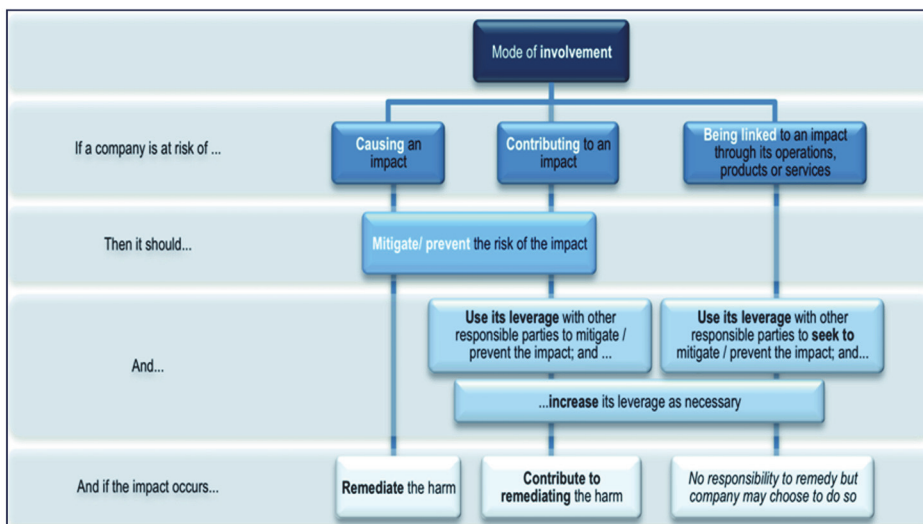 Mode of involvement
If a company is at risk of ...
Causing an
impact
Contributing to
an impact
Being linked to an impact
through its operations,
products or services
Then it should...
Mitigate/ prevent the risk of the impact
And...
Use its leverage with other
responsible parties to mitigate /
prevent the impact; and ...
Use its leverage with other
responsible parties to seek to
mitigate / prevent the impact; and...
...increase its leverage as necessary
And if the impact occurs...
Remediate the harm
Contribute to
remediating the harm
No responsibility to remedy but
company may choose to do so